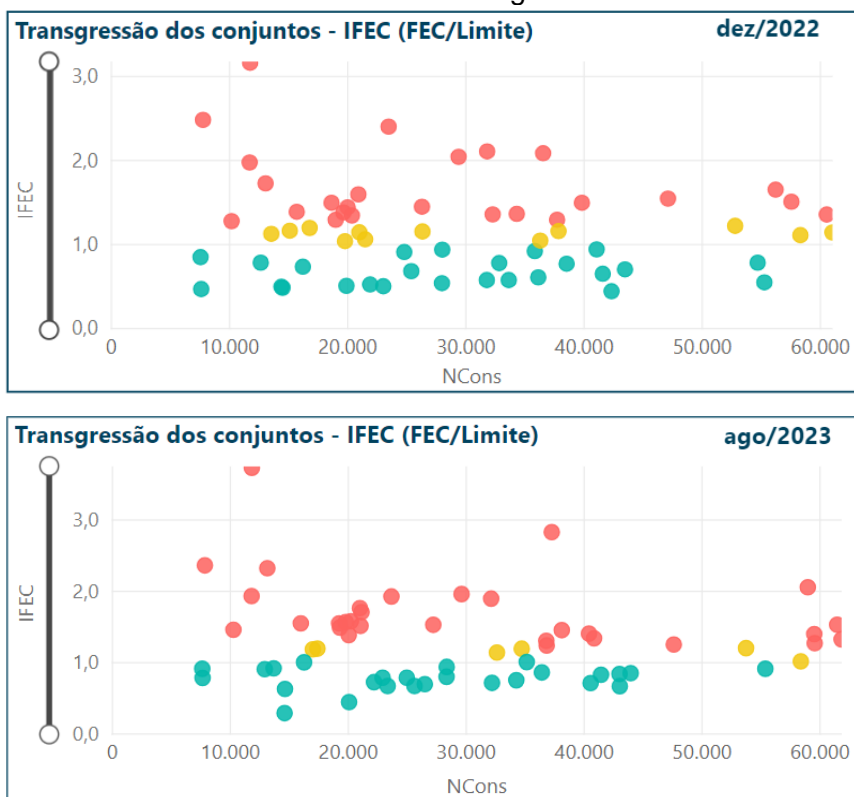 Transgressão dos conjuntos - IFEC (FEC/Limite) dez/2022
3,0
2,0
IFEC
1,0
0,0
0 10.000 20.000 30.000 40.000 50.000 60.000
NCons
Transgressão dos conjuntos - IFEC (FEC/Limite) ago/2023
3,0
2,0
IFEC
1,0
0,0
0 10.000 20.000 30.000 40.000 50.000 60.000
NCons